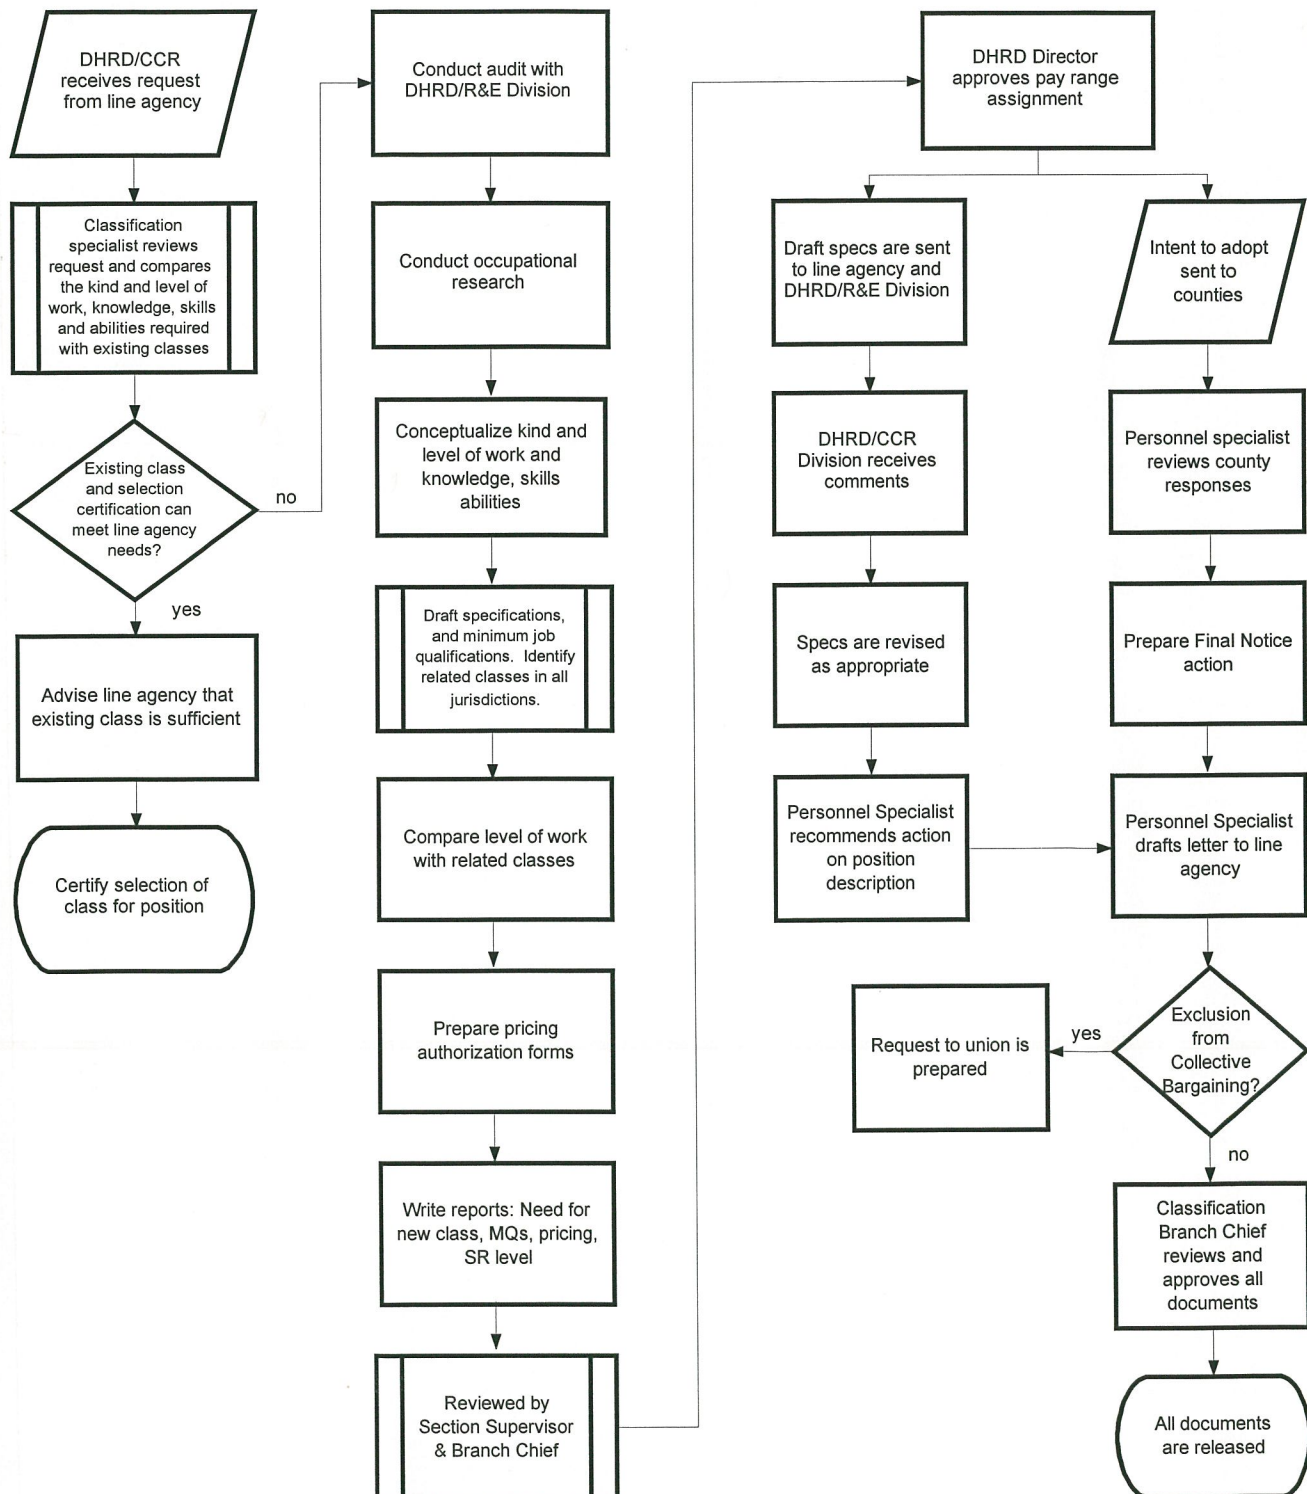 DHRD/CCR
receives request
from line agency
Classification
specialist reviews
request and compares
the kind and level of
work, knowledge, skills
and abilities required
with existing classes
Existing class
and selection
certification can
meet line agency
needs?
no
yes
Advise line agency that
existing class is sufficient
Certify selection of
class for position
Conduct audit with
DHRD/R&E Division
Conduct occupational
research
Conceptualize kind and
level of work and
knowledge, skills
abilities
Draft specifications,
and minimum job
qualifications. Identify
related classes in all
jurisdictions.
Compare level of work
with related classes
Prepare pricing
authorization forms
Write reports: Need for
new class, MQs, pricing,
SR level
Reviewed by
Section Supervisor
& Branch Chief
DHRD Director
approves pay range
assignment
Draft specs are sent
to line agency and
DHRD/R&E Division
DHRD/CCR
Division receives
comments
Specs are revised
as appropriate
Personnel Specialist
recommends action
on position
description
Intent to adopt
sent to
counties
Personnel specialist
reviews county
responses
Prepare Final Notice
action
Personnel Specialist
drafts letter to line
agency
Exclusion
from
Collective
Bargaining?
yes
Request to union is
prepared
no
Classification
Branch Chief
reviews and
approves all
documents
All documents
are released